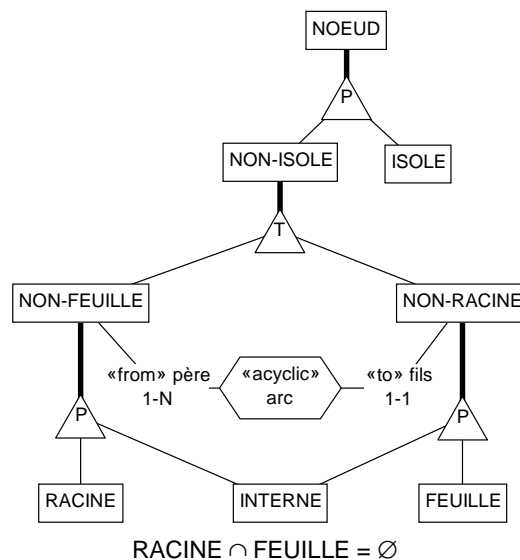 NOEUD
P
NON-ISOLE
ISOLE
T
NON-FEUILLE
NON-RACINE
«from» père
1-N
«acyclic»
arc
«to» fils
1-1
P
P
RACINE
INTERNE
FEUILLE
RACINE ∩ FEUILLE = ∅